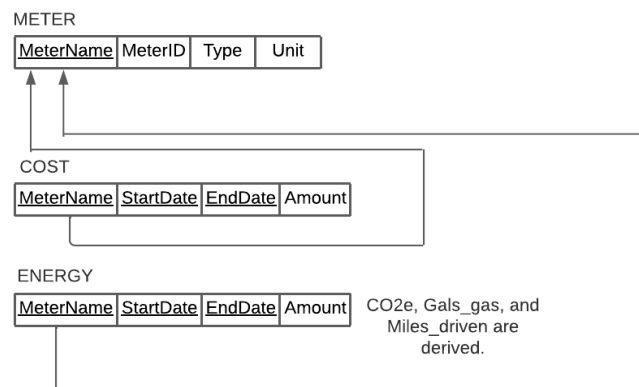 METER
MeterName MeterID Type Unit
COST
MeterName StartDate EndDate Amount
ENERGY
MeterName StartDate EndDate Amount
CO2e, Gals_gas, and
Miles_driven are
derived.